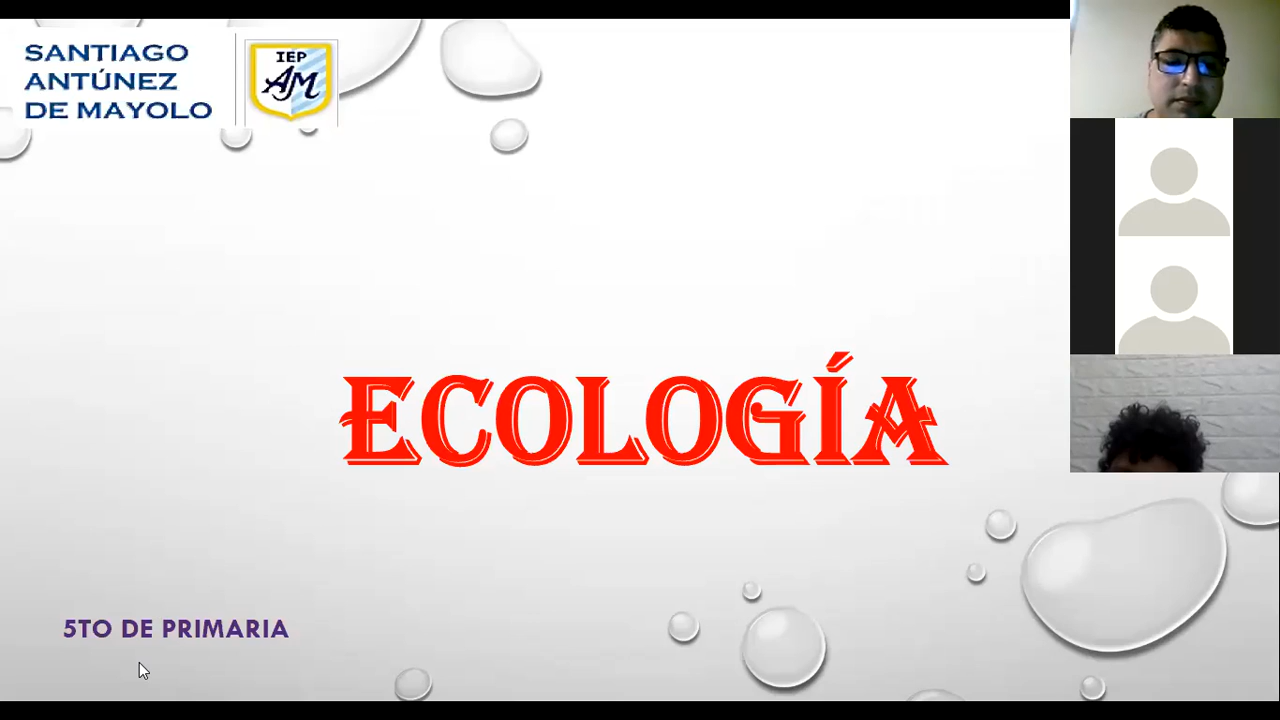 SANTIAGO
ANTÚNEZ
DE MAYOLO
IEP
AM
ECOLOGÍA
5TO DE PRIMARIA